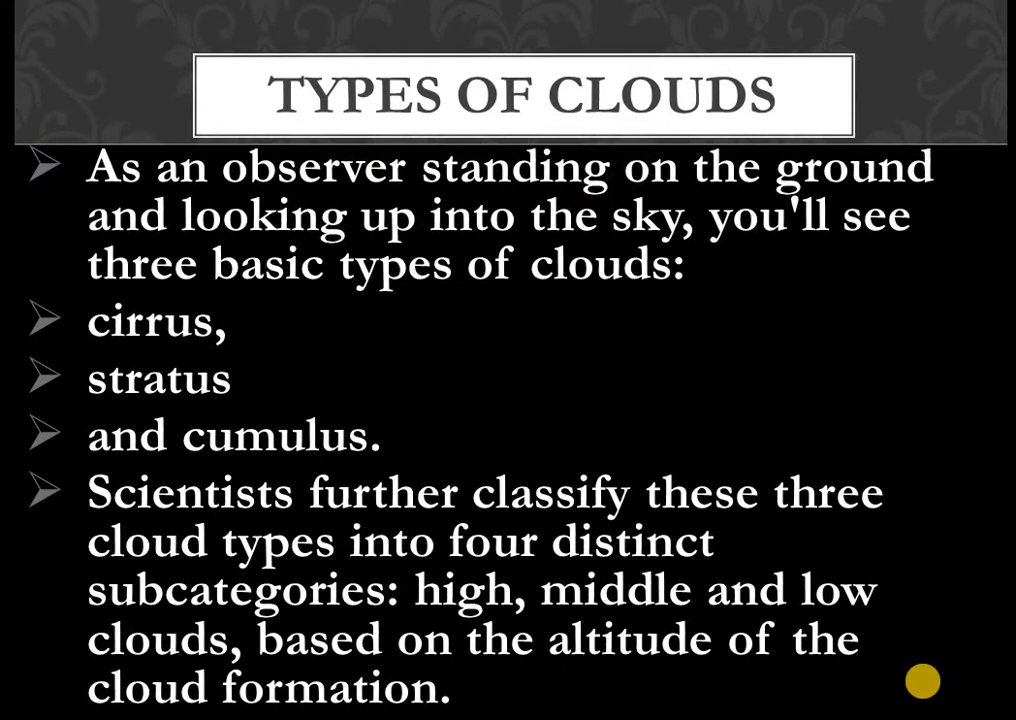 TYPES OF CLOUDS
As an observer standing on the ground
and looking up into the sky, you'll see
three basic types of clouds:
cirrus,
stratus
and cumulus.
Scientists further classify these three
cloud types into four distinct
subcategories: high, middle and low
clouds, based on the altitude of the
cloud formation.